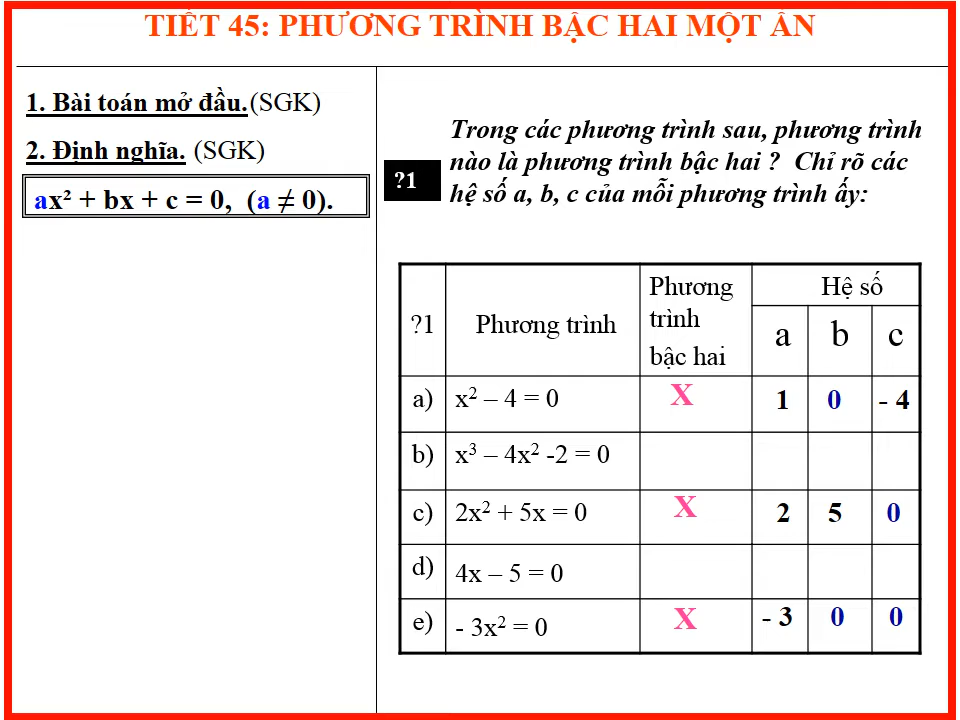 TIẾT 45: PHƯƠNG TRÌNH BẬC HAI MỘT ẨN
1. Bài toán mở đầu.(SGK)
2. Định nghĩa. (SGK)
ax² + bx + c = 0, (a ≠ 0).
?1
Trong các phương trình sau, phương trình
nào là phương trình bậc hai ? Chỉ rõ các
hệ số a, b, c của mỗi phương trình ấy:
?1 Phương trình Phương trình bậc hai Hệ số
a b c
a) x² – 4 = 0 X 1 0 - 4
b) x³ – 4x² -2 = 0
c) 2x² + 5x = 0 X 2 5 0
d) 4x – 5 = 0
e) - 3x² = 0 X - 3 0 0